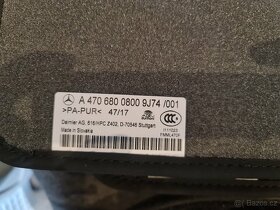 A 470 680 0800 9J74 /001
>PA-PUR< 47/17
Daimler AG, 516/HPC Z402, D-70546 Stuttgart
Made in Slovakia
bazos.cz